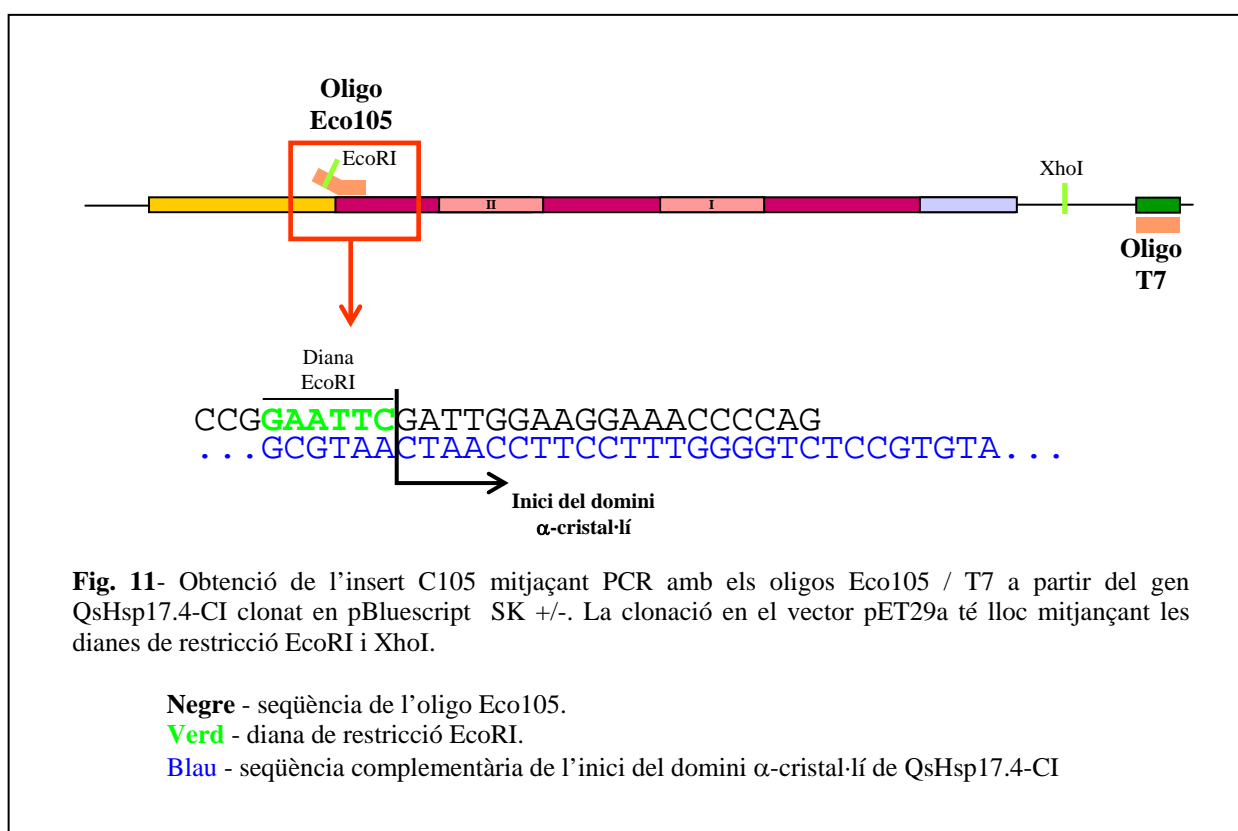 Oligo
Eco105
EcoRI
XhoI
II
I
Oligo
T7
Diana
EcoRI
CCGGAATTCGATTGGAAGGAAACCCCAG
...GCGTAACTAACCTTCCTTTGGGGTCTCCGTGTA...
Inici del domini
α-cristal·lí
Fig. 11- Obtenció de l'insert C105 mitjaçant PCR amb els oligos Eco105 / T7 a partir del gen
QsHsp17.4-CI clonat en pBluescript SK +/-. La clonació en el vector pET29a té lloc mitjançant les
dianes de restricció EcoRI i XhoI.
Negre - seqüència de l'oligo Eco105.
Verd - diana de restricció EcoRI.
Blau - seqüència complementària de l'inici del domini α-cristal·lí de QsHsp17.4-CI